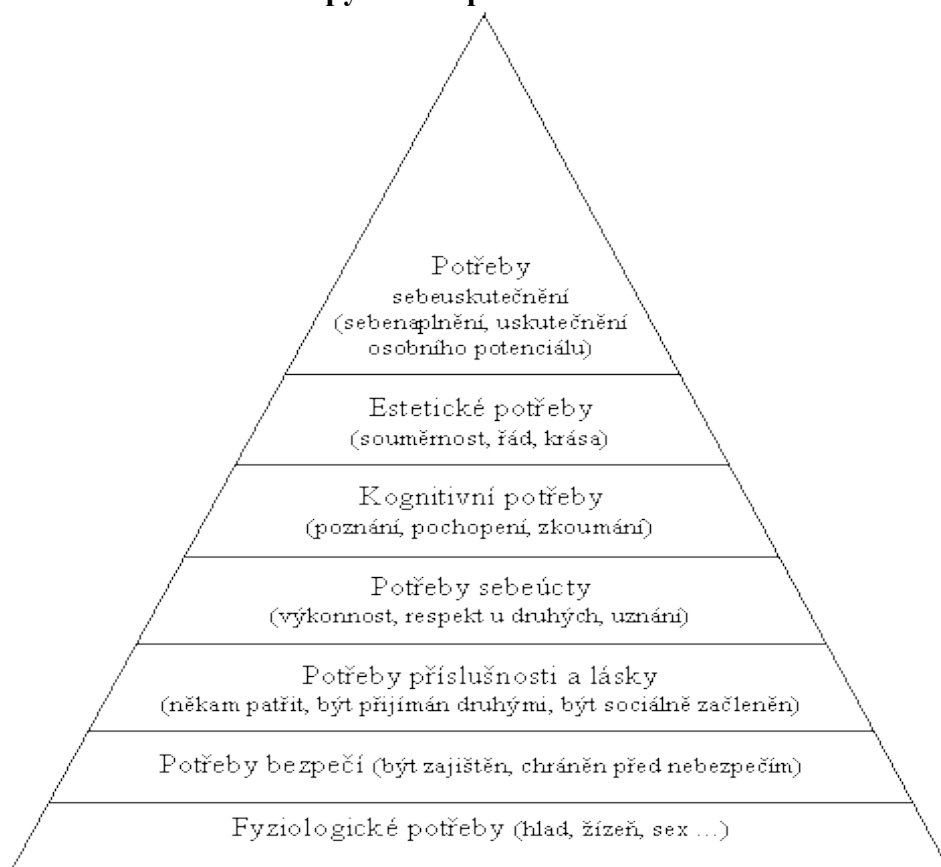 Potřeby
sebeuskutečnění
(sebenaplnění, uskutečnění
osobního potenciálu)
Estetické potřeby
(souměrnost, řád, krása)
Kognitivní potřeby
(poznání, pochopení, zkoumání)
Potřeby sebeúcty
(výkonnost, respekt u druhých, uznání)
Potřeby příslušnosti a lásky
(někam patřit, být přijímán druhými, být sociálně začleněn)
Potřeby bezpečí (být zajištěn, chráněn před nebezpečím)
Fyziologické potřeby (hlad, žízeň, sex ...)